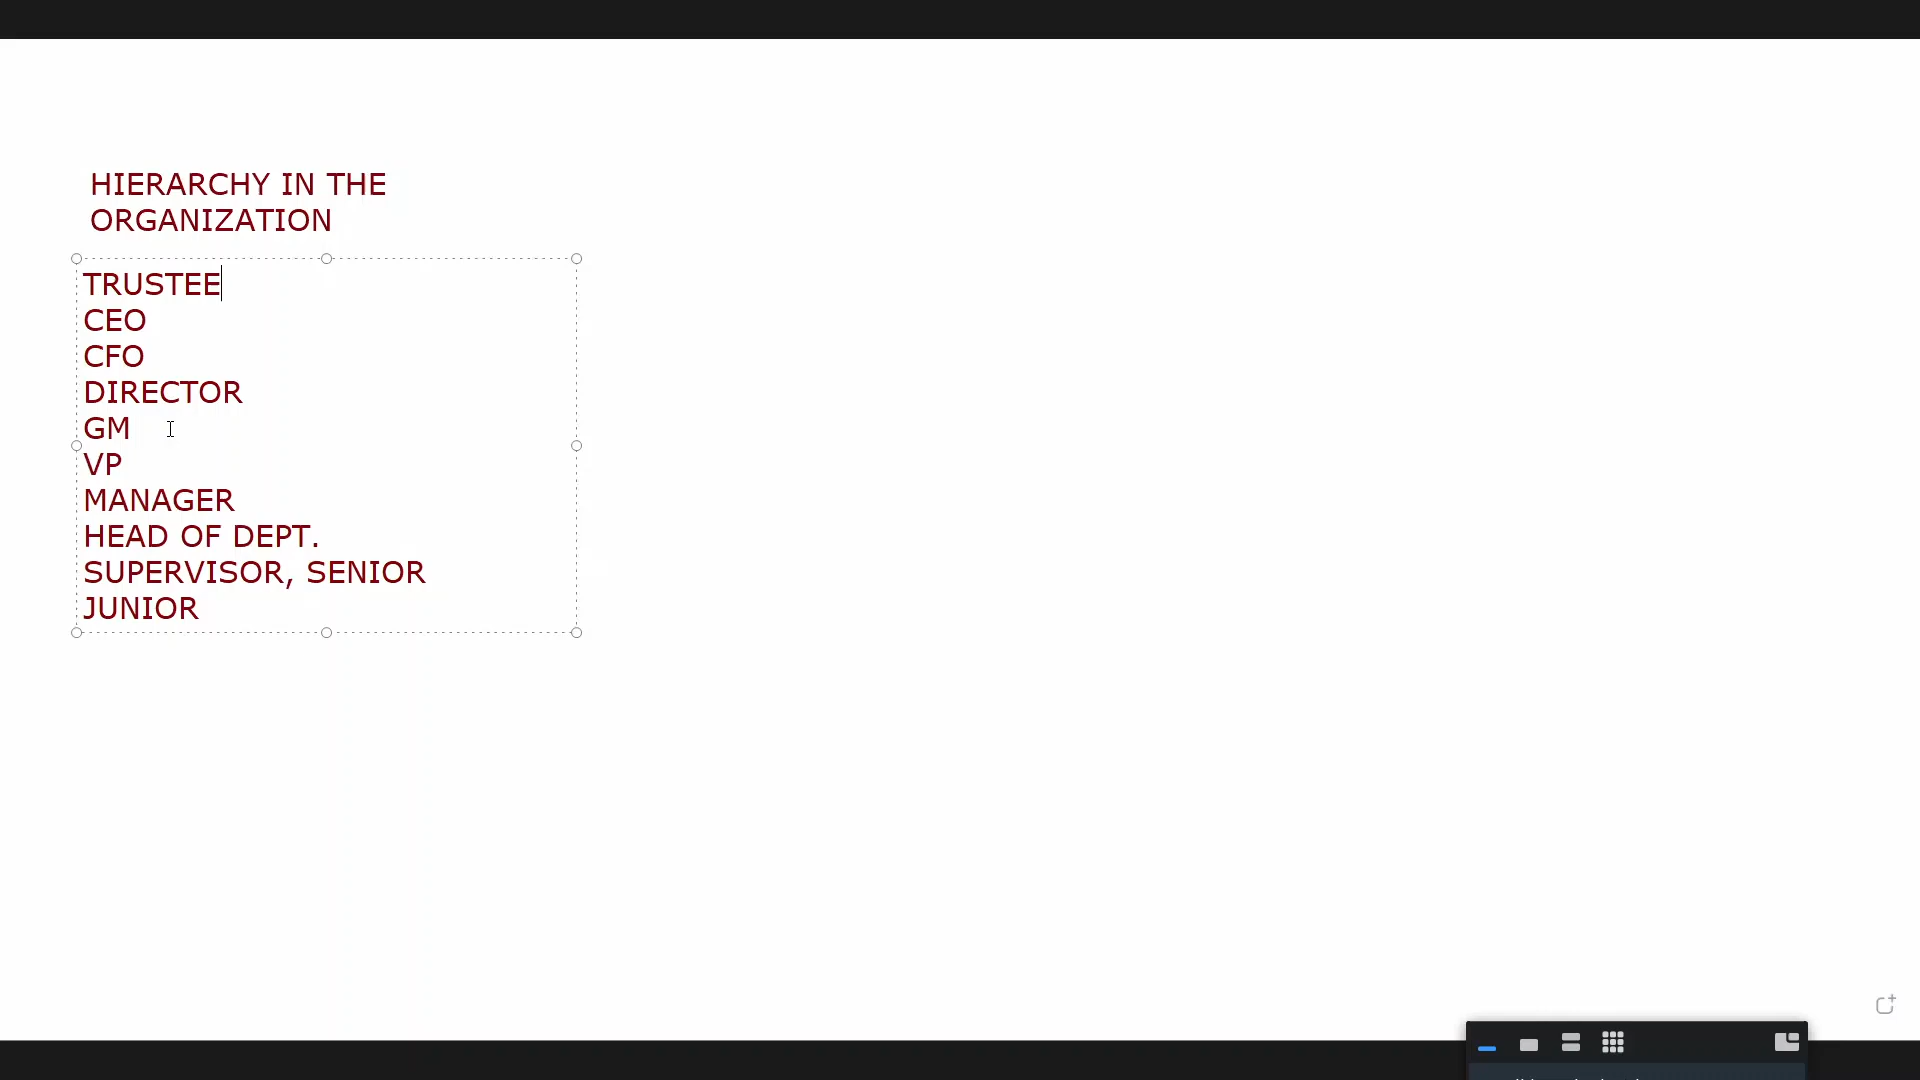 HIERARCHY IN THE
ORGANIZATION
TRUSTEE
CEO
CFO
DIRECTOR
GM
VP
MANAGER
HEAD OF DEPT.
SUPERVISOR, SENIOR
JUNIOR